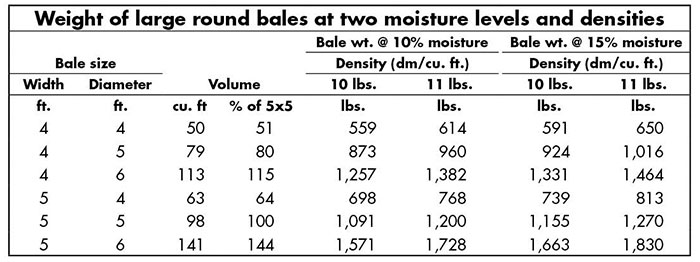 Weight of large round bales at two moisture levels and densities
Bale wt. @ 10% moisture Bale wt. @ 15% moisture
Bale size Density (dm/cu. ft.) Density (dm/cu. ft.)
Width Diameter Volume 10 lbs. 11 lbs. 10 lbs. 11 lbs.
ft. ft. cu. ft % of 5x5 lbs. lbs. lbs. lbs.
4 4 50 51 559 614 591 650
4 5 79 80 873 960 924 1,016
4 6 113 115 1,257 1,382 1,331 1,464
5 4 63 64 698 768 739 813
5 5 98 100 1,091 1,200 1,155 1,270
5 6 141 144 1,571 1,728 1,663 1,830